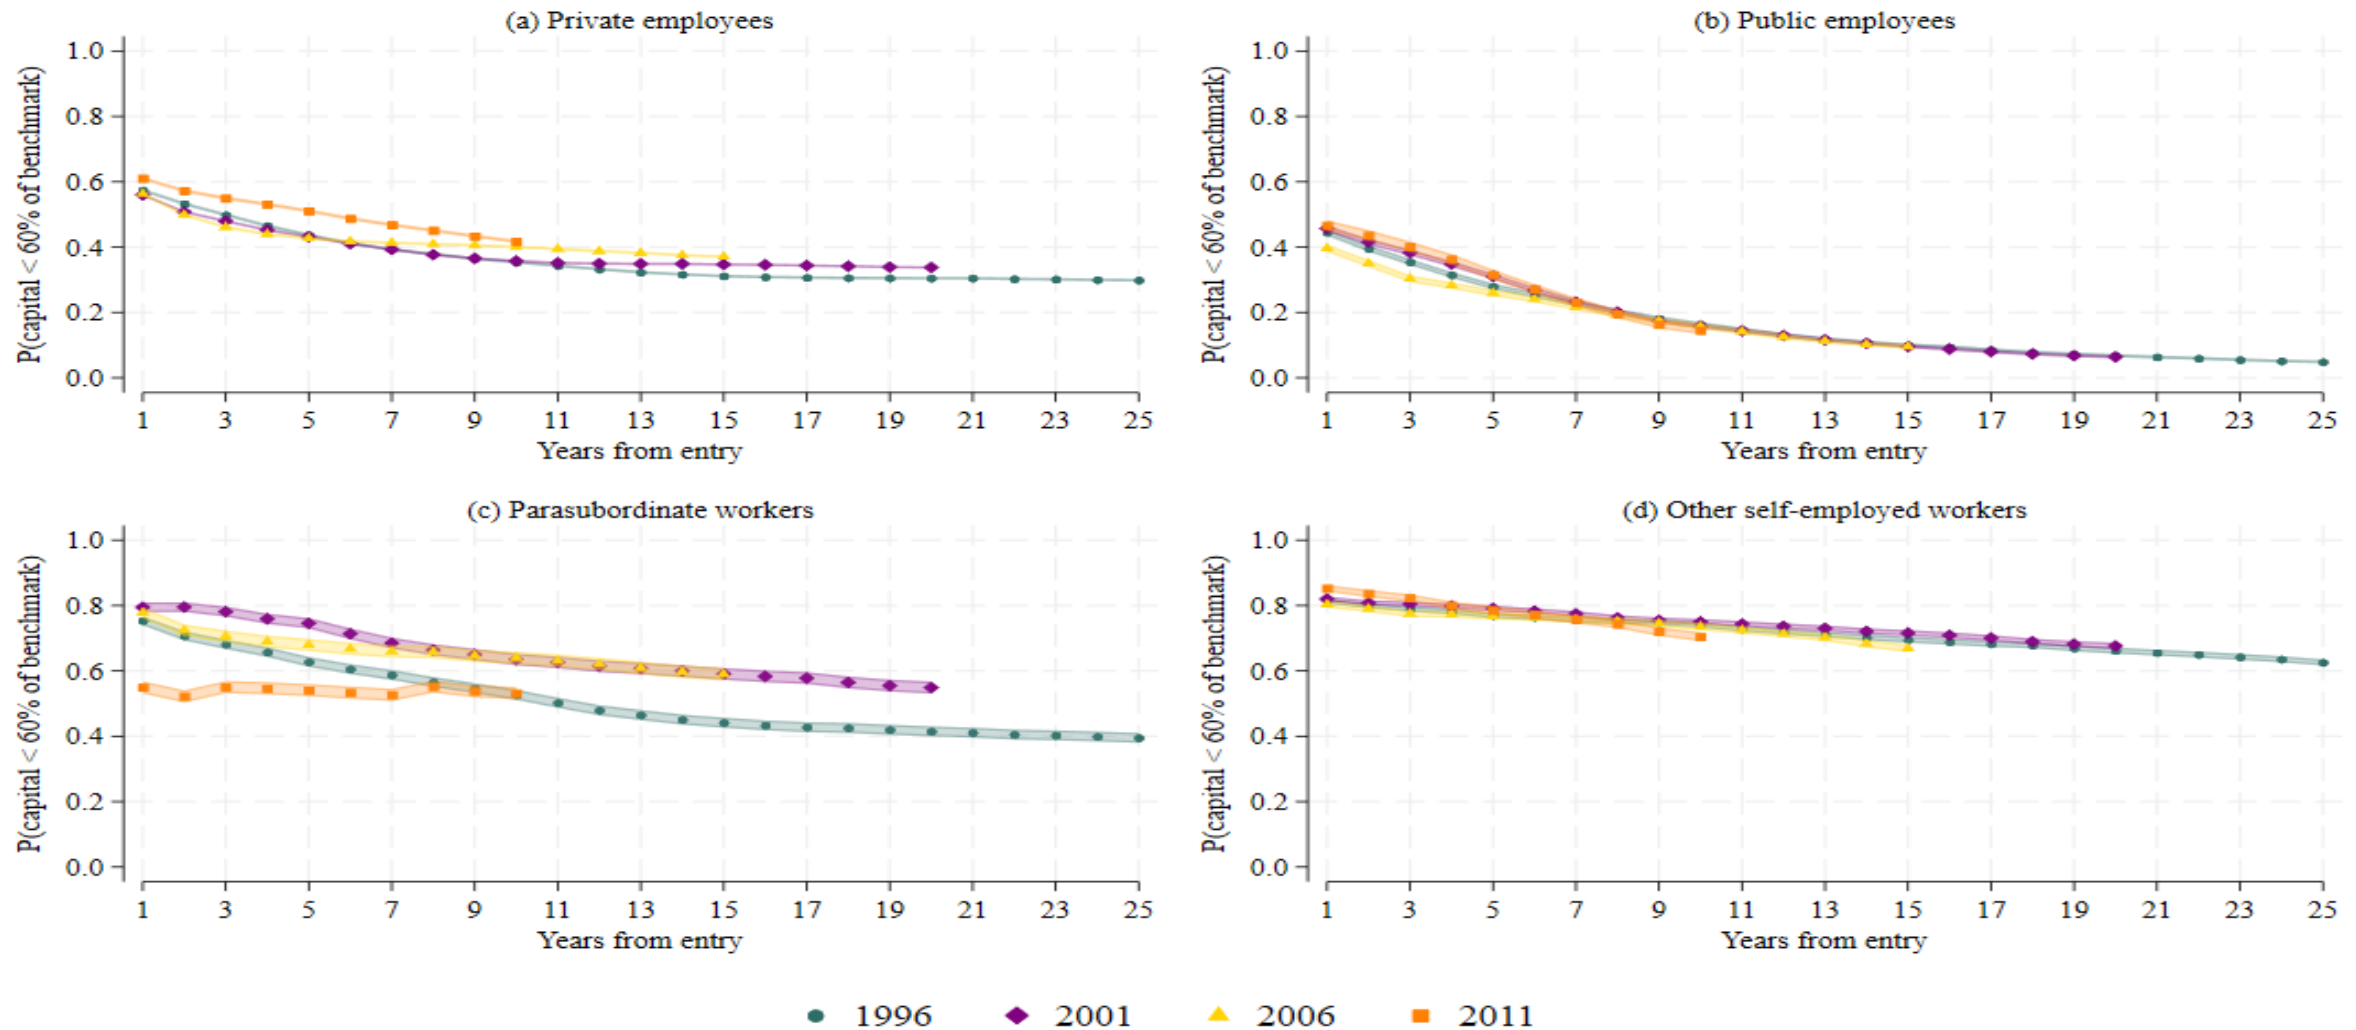 (a) Private employees
P(capital < 60% of benchmark)
1.0
0.8
0.6
0.4
0.2
0.0
1 3 5 7 9 11 13 15 17 19 21 23 25
Years from entry
(b) Public employees
P(capital < 60% of benchmark)
1.0
0.8
0.6
0.4
0.2
0.0
1 3 5 7 9 11 13 15 17 19 21 23 25
Years from entry
(c) Parasubordinate workers
P(capital < 60% of benchmark)
1.0
0.8
0.6
0.4
0.2
0.0
1 3 5 7 9 11 13 15 17 19 21 23 25
Years from entry
(d) Other self-employed workers
P(capital < 60% of benchmark)
1.0
0.8
0.6
0.4
0.2
0.0
1 3 5 7 9 11 13 15 17 19 21 23 25
Years from entry
1996 2001 2006 2011